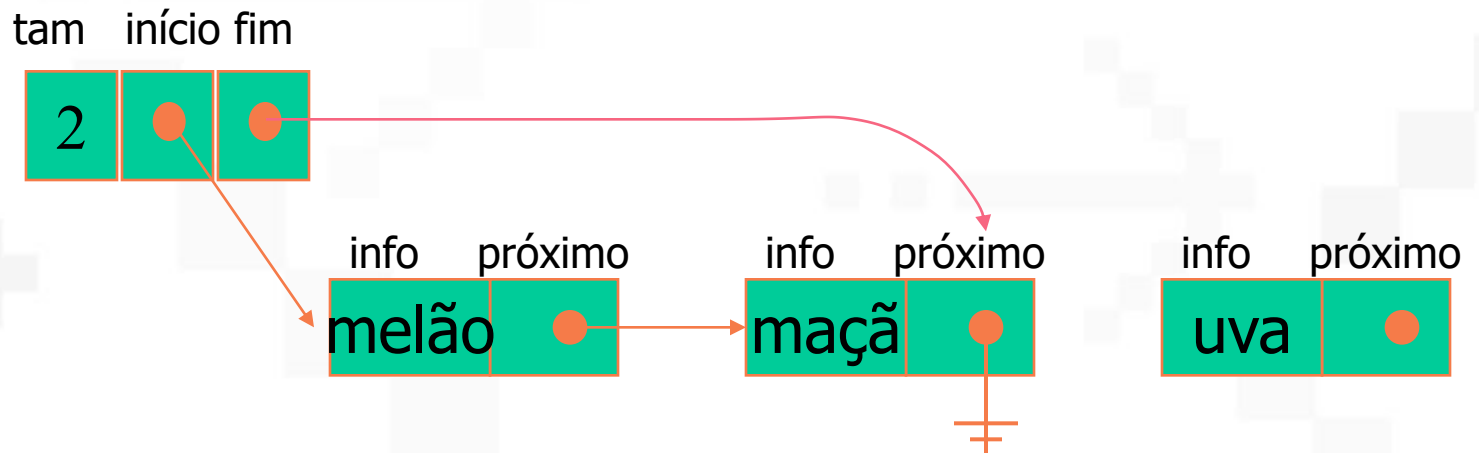 tam início fim
2
info próximo info próximo info próximo
melão maçã uva